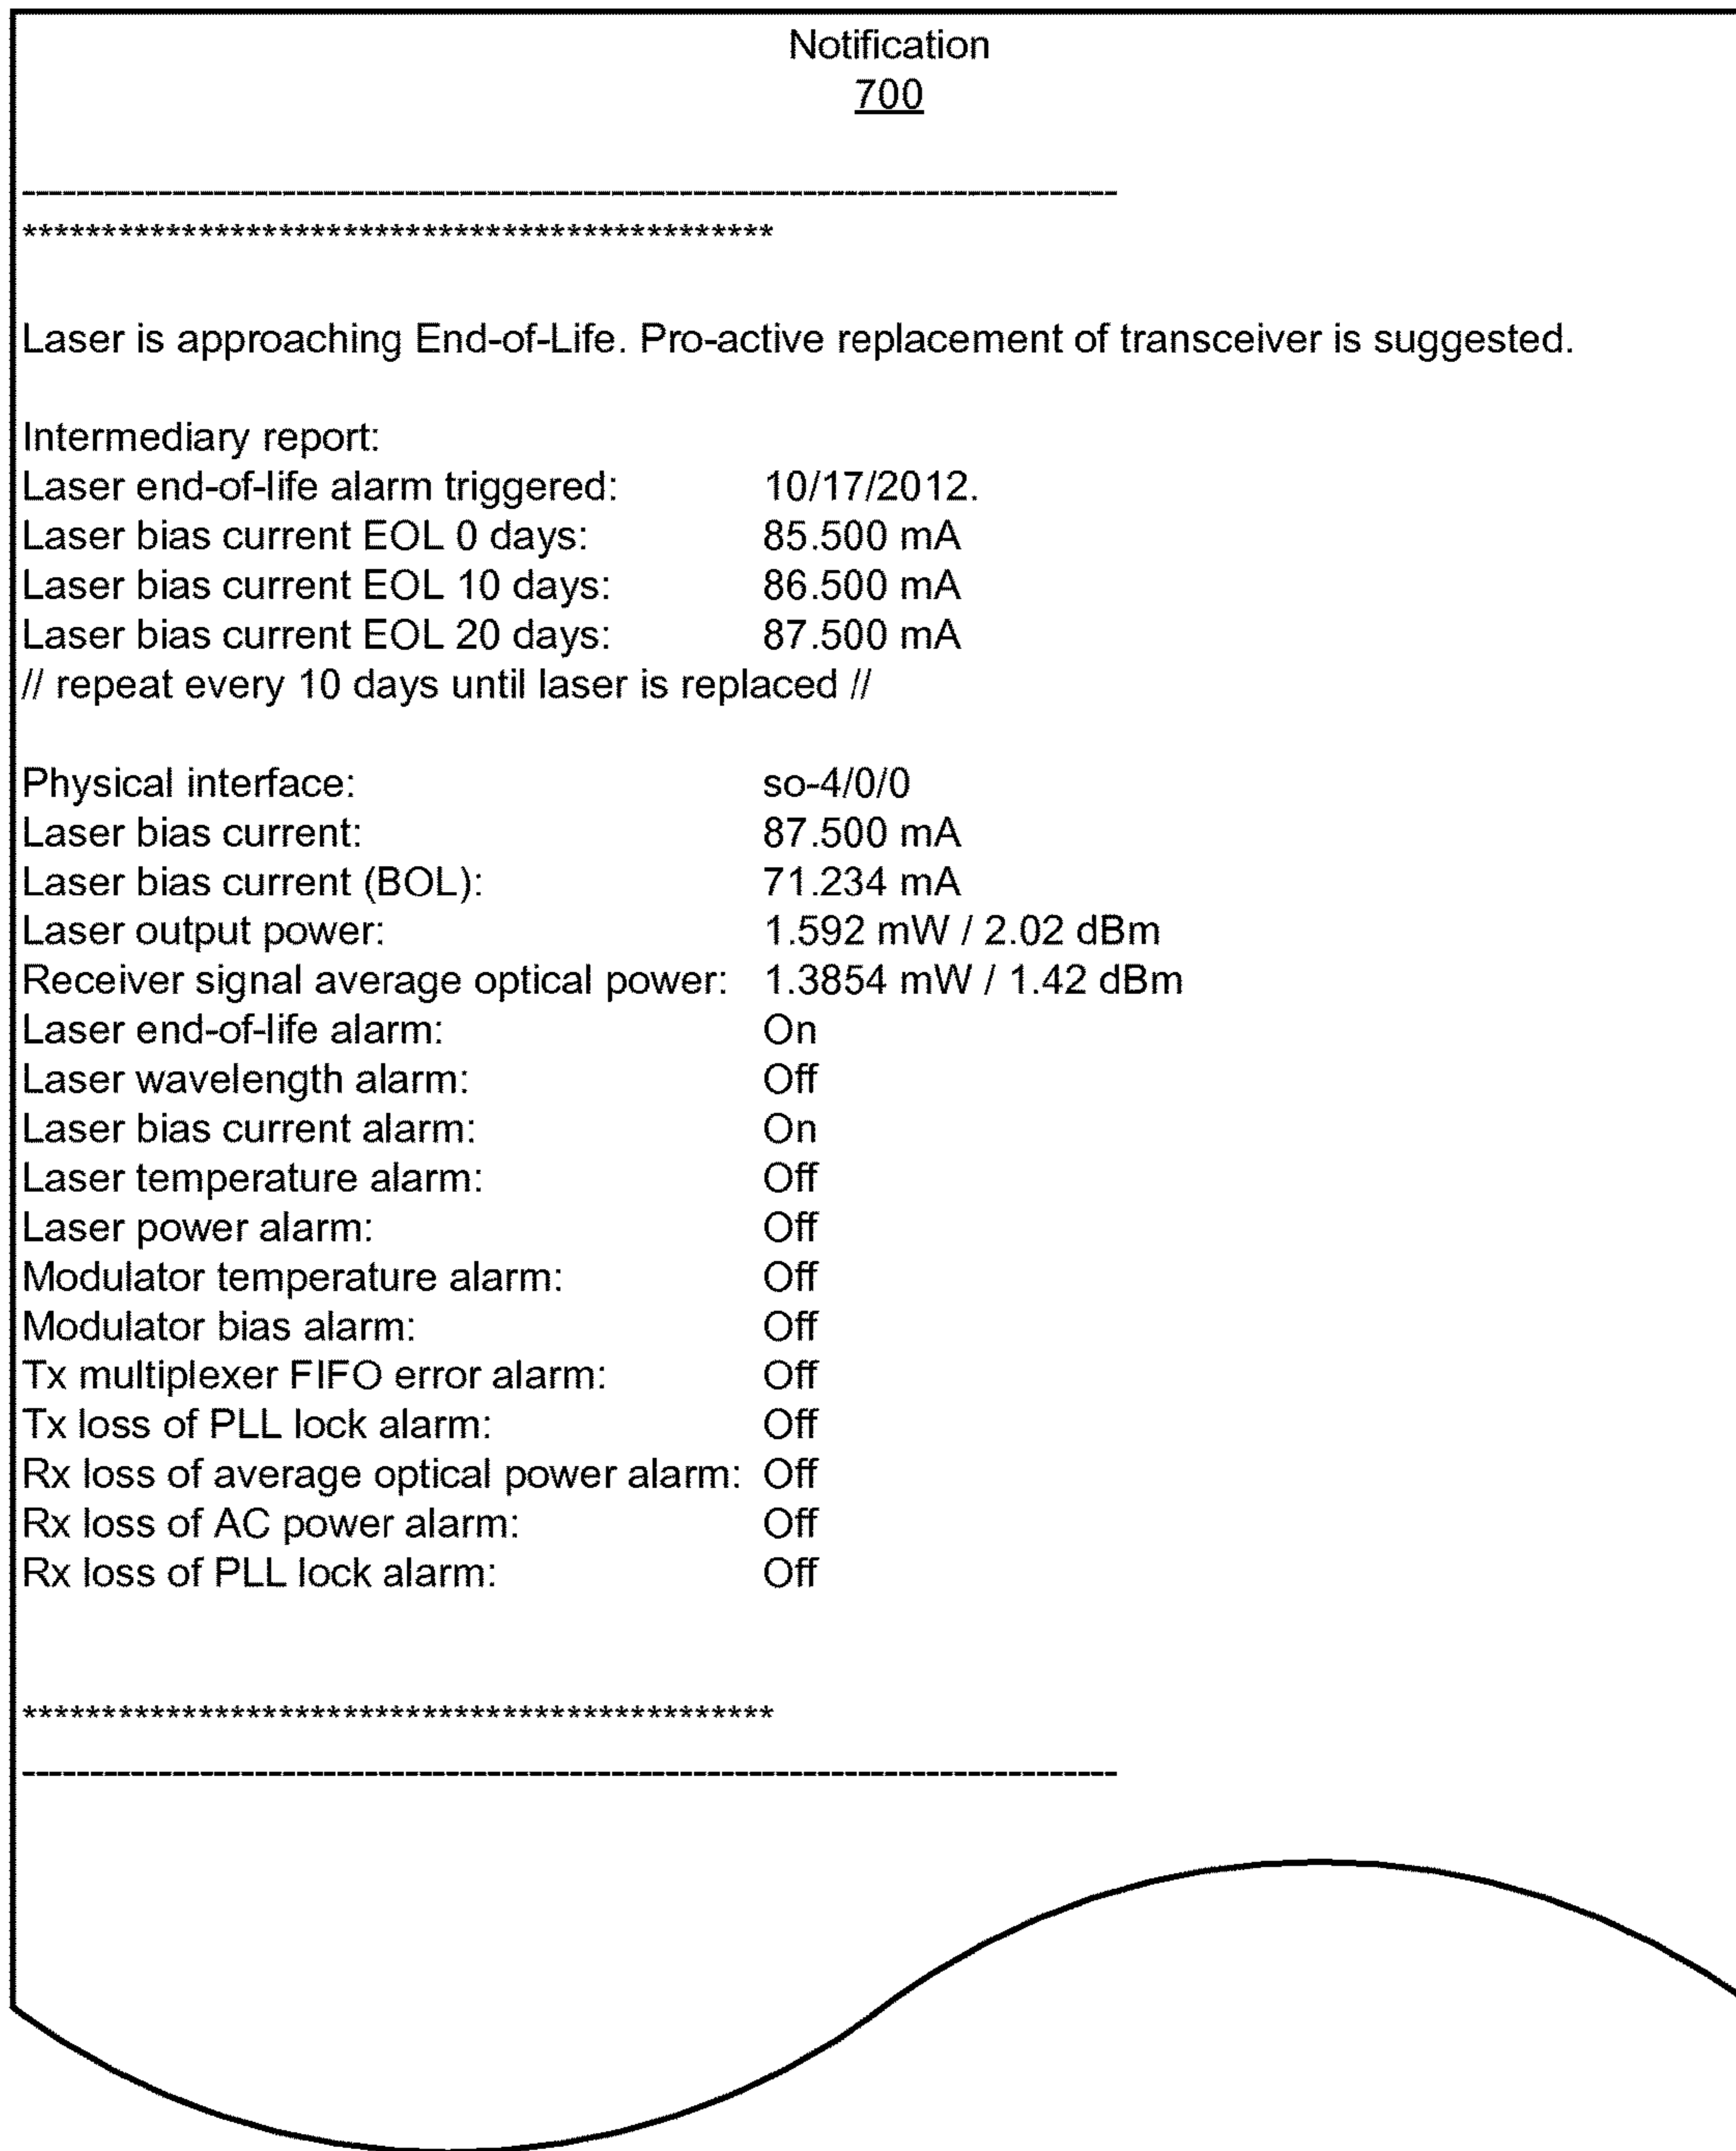 Notification
700
--------------------------------------------------------------------------------
***********************************************
Laser is approaching End-of-Life. Pro-active replacement of transceiver is suggested.
Intermediary report:
Laser end-of-life alarm triggered: 10/17/2012.
Laser bias current EOL 0 days: 85.500 mA
Laser bias current EOL 10 days: 86.500 mA
Laser bias current EOL 20 days: 87.500 mA
// repeat every 10 days until laser is replaced //
Physical interface: so-4/0/0
Laser bias current: 87.500 mA
Laser bias current (BOL): 71.234 mA
Laser output power: 1.592 mW / 2.02 dBm
Receiver signal average optical power: 1.3854 mW / 1.42 dBm
Laser end-of-life alarm: On
Laser wavelength alarm: Off
Laser bias current alarm: On
Laser temperature alarm: Off
Laser power alarm: Off
Modulator temperature alarm: Off
Modulator bias alarm: Off
Tx multiplexer FIFO error alarm: Off
Tx loss of PLL lock alarm: Off
Rx loss of average optical power alarm: Off
Rx loss of AC power alarm: Off
Rx loss of PLL lock alarm: Off
***********************************************
--------------------------------------------------------------------------------